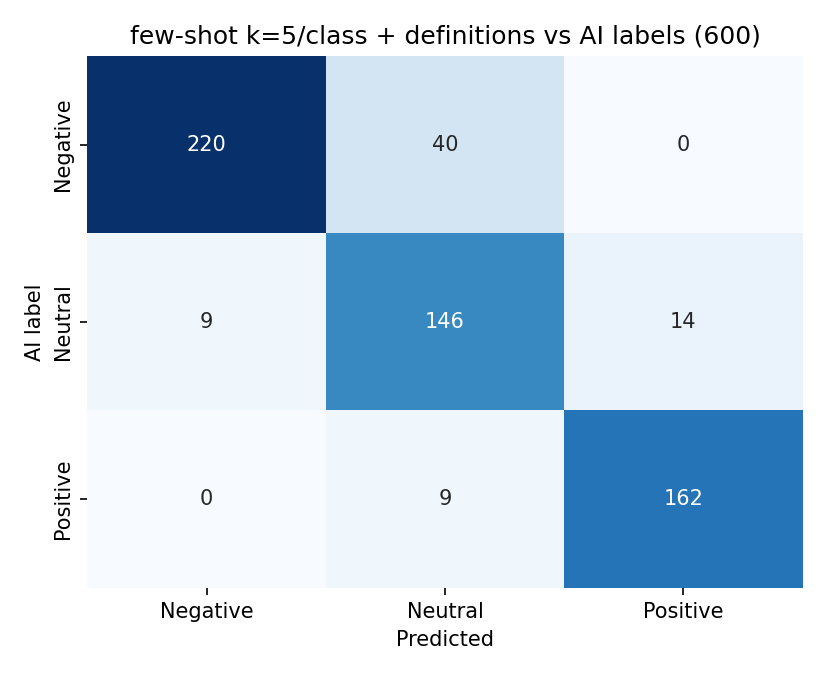 few-shot k=5/class + definitions vs AI labels (600)
Negative
220
40
0
AI label
Neutral
9
146
14
Positive
0
9
162
Negative
Neutral
Positive
Predicted